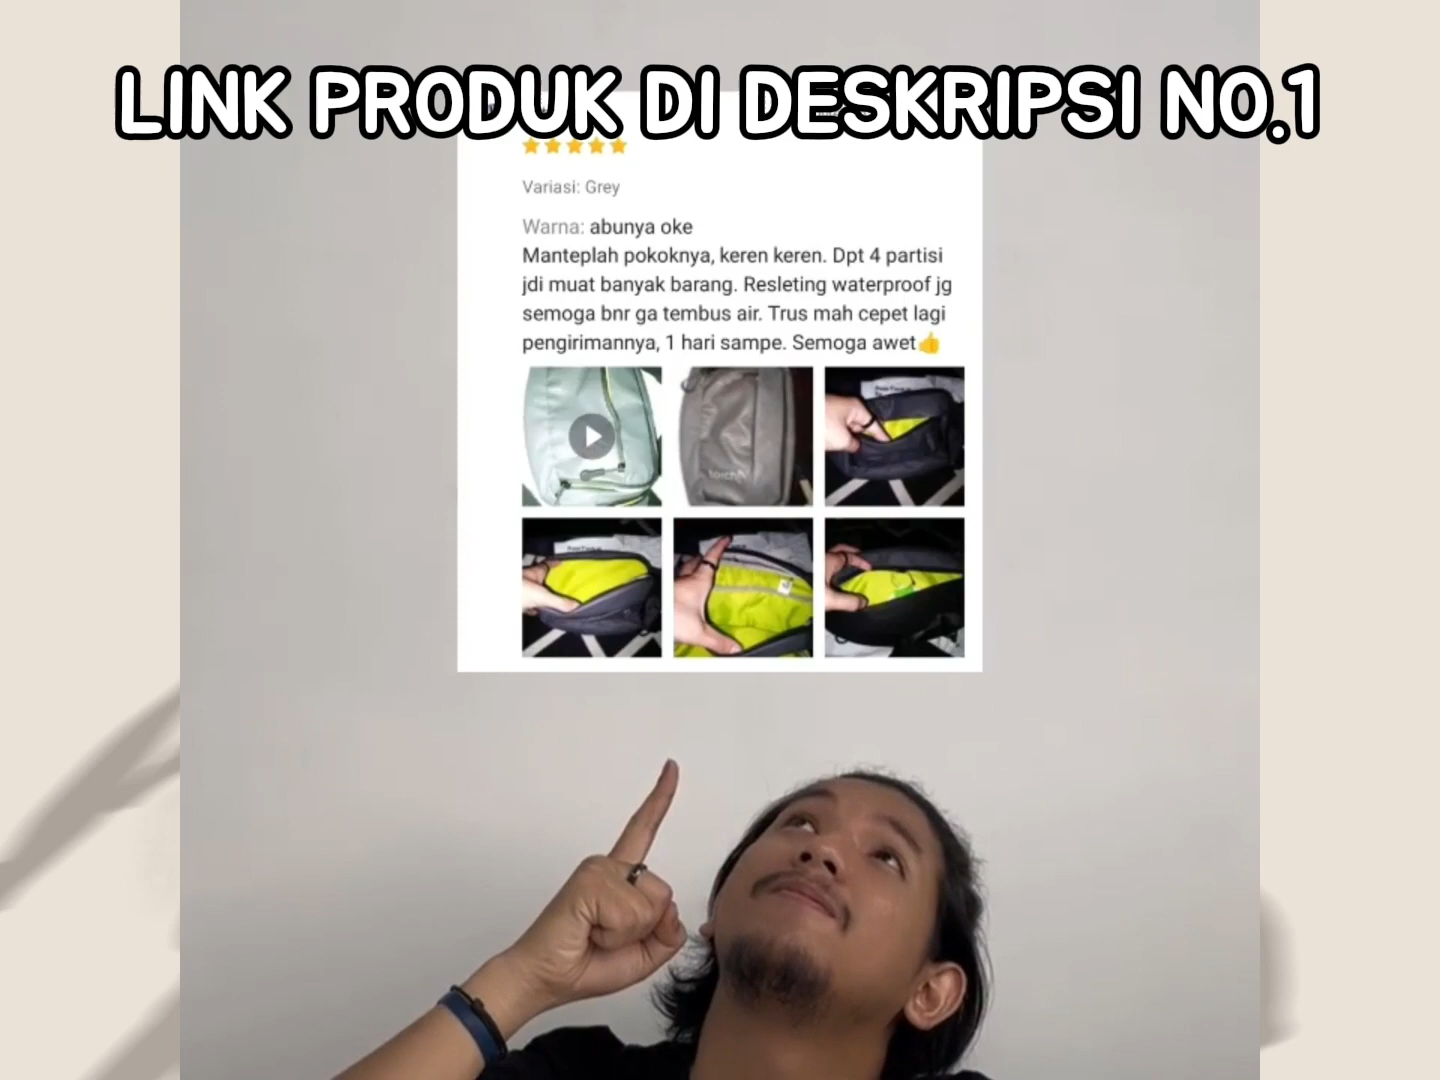 LINK PRODUK DI DESKRIPSI NO.1
Variasi: Grey
Warna: abunya oke
Manteplah pokoknya, keren keren. Dpt 4 partisi
jdi muat banyak barang. Resleting waterproof jg
semoga bnr ga tembus air. Trus mah cepet lagi
pengirimannya, 1 hari sampe. Semoga awet👍
torch